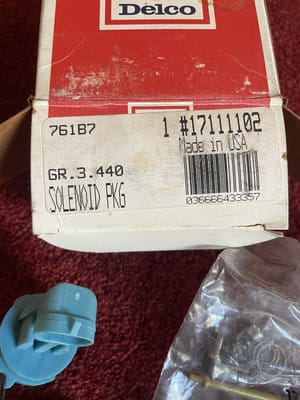 Delco
76187 1 #17111102
Made in USA
GR.3.440
SOLENOID PKG
036666433357